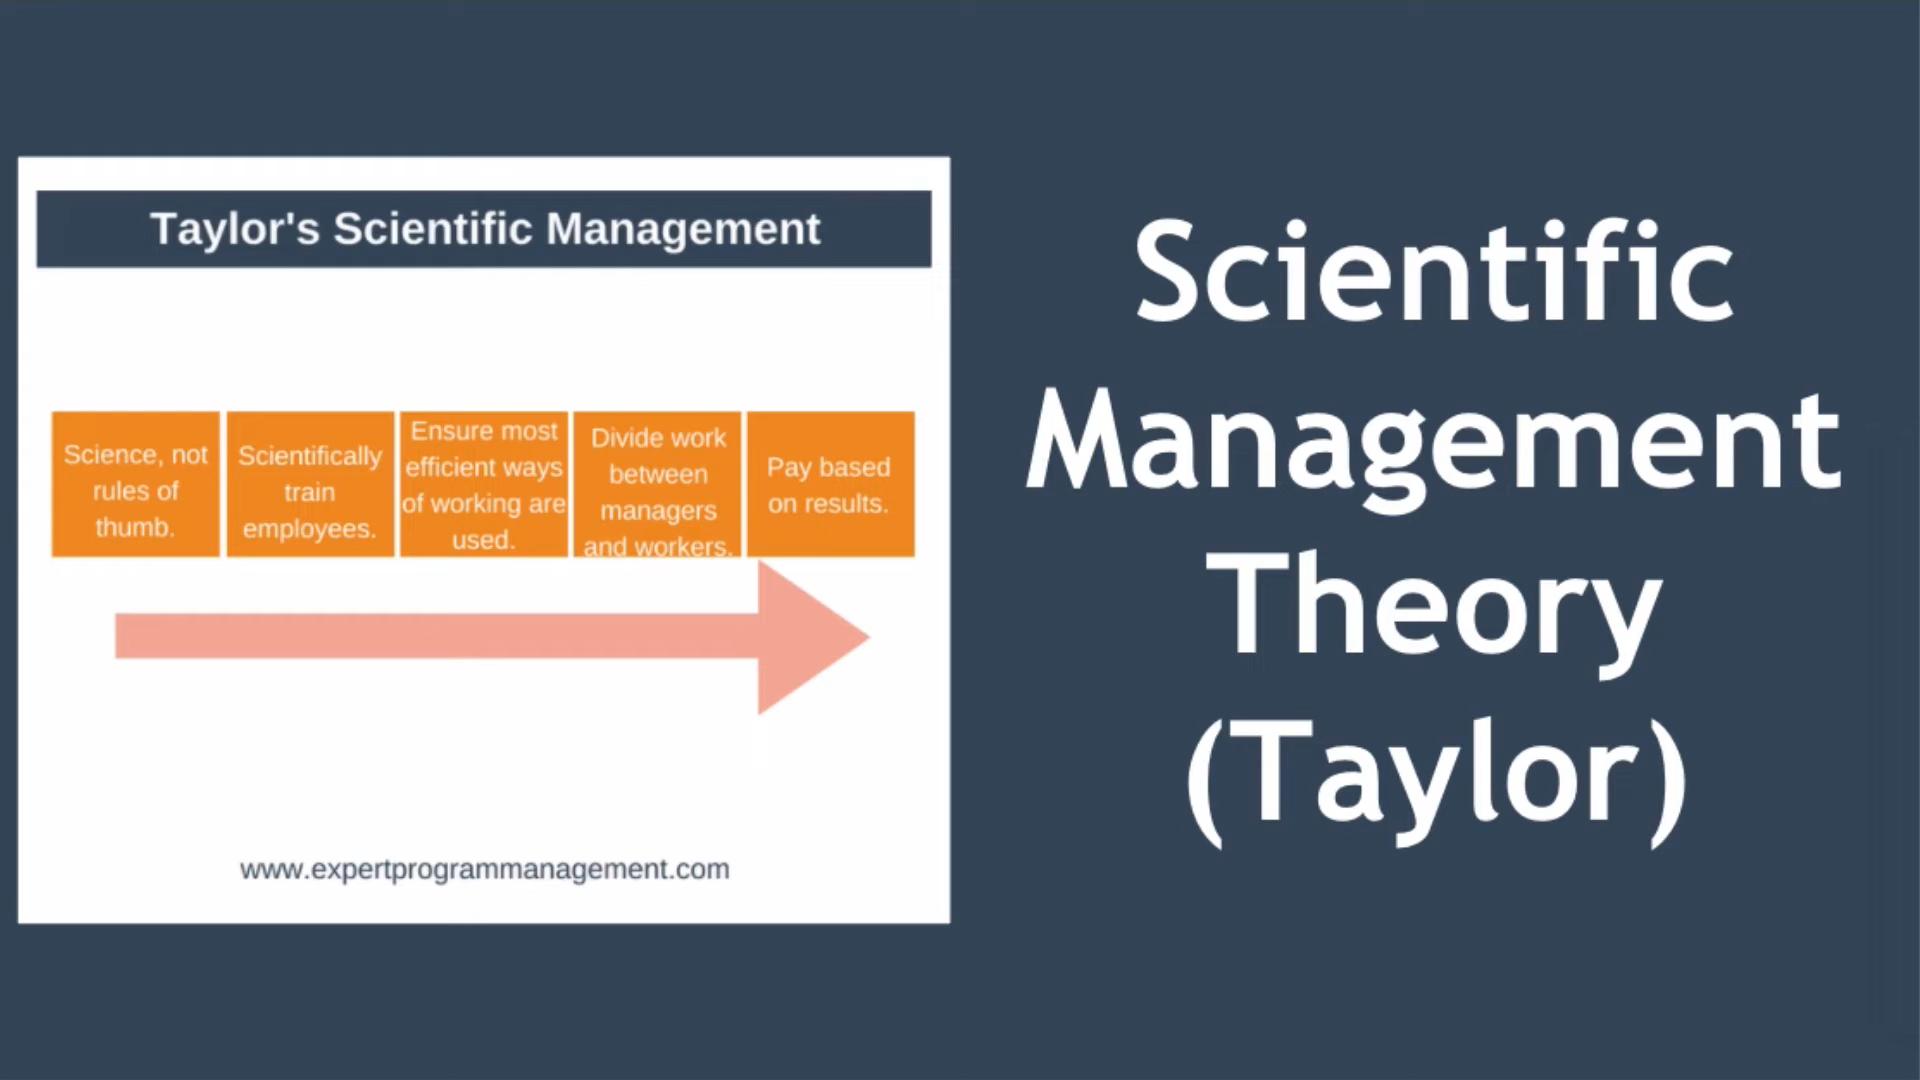 Taylor's Scientific Management
Science, not
rules of
thumb.
Scientifically
train
employees.
Ensure most
efficient ways
of working are
used.
Divide work
between
managers
and workers.
Pay based
on results.
www.expertprogrammanagement.com
Scientific
Management
Theory
(Taylor)